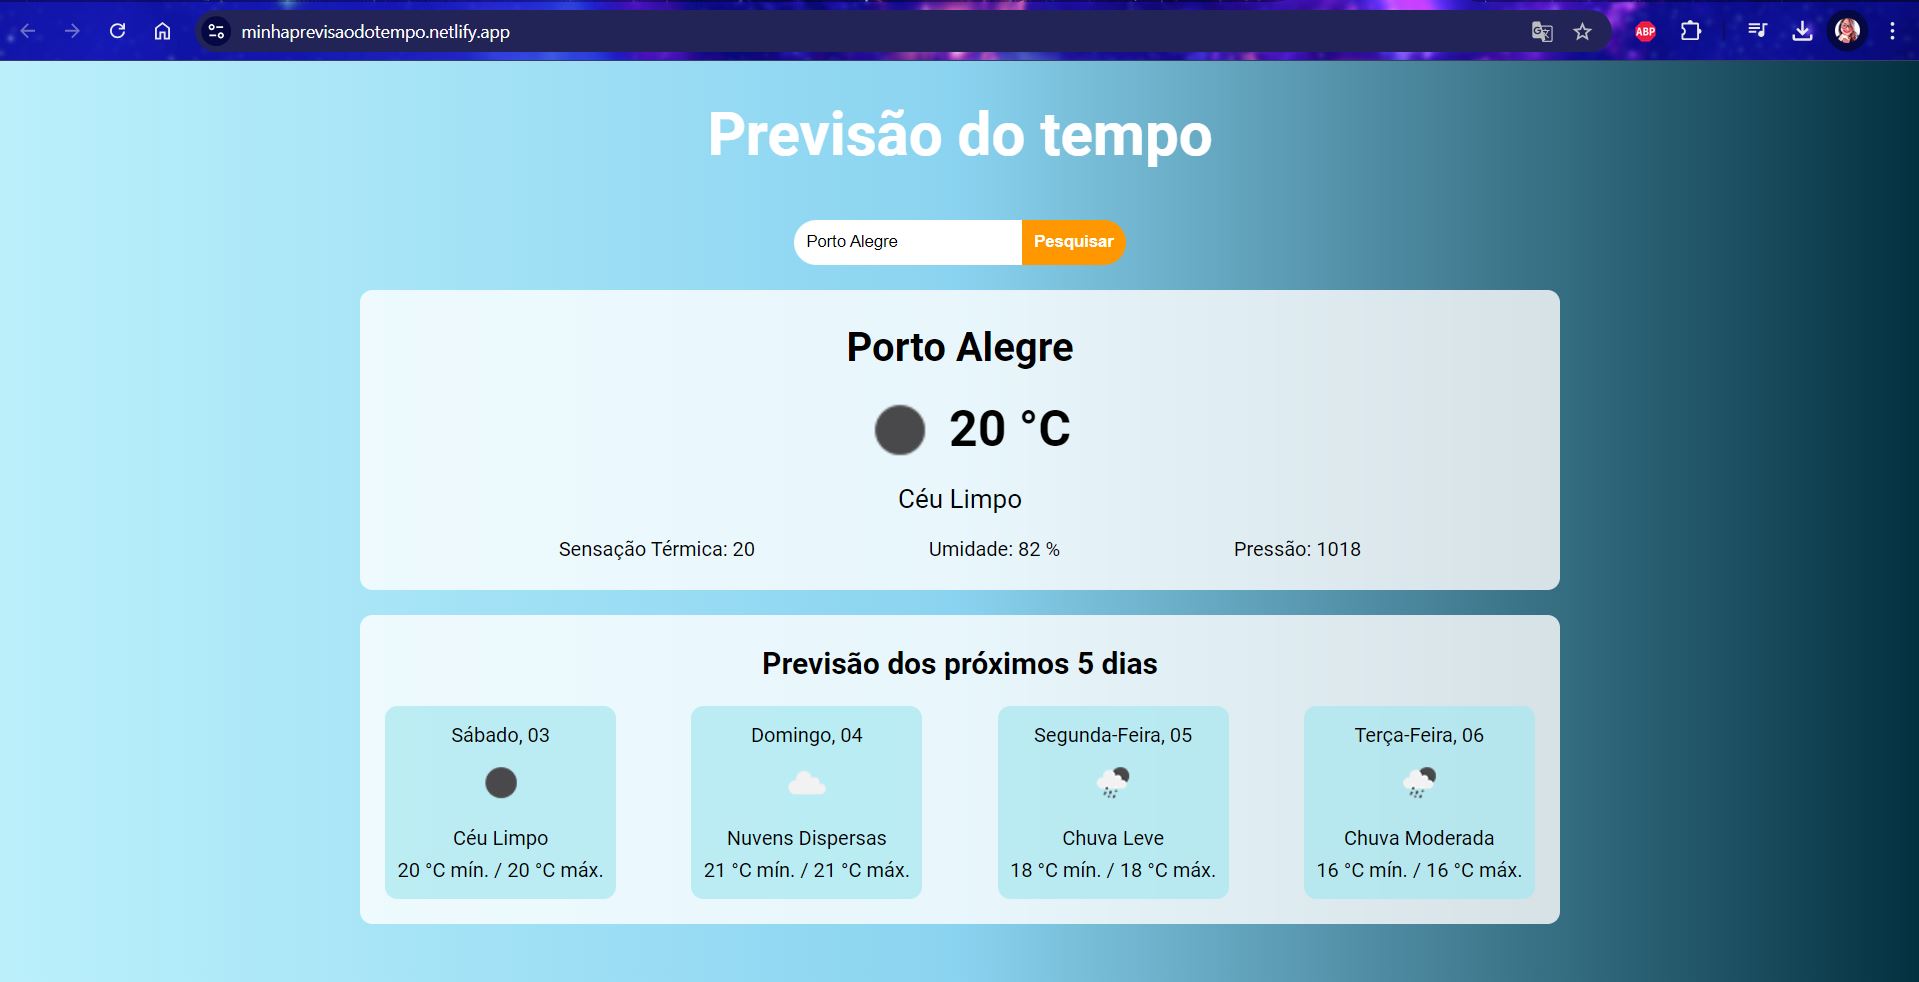 minhaprevisaodotempo.netlify.app
ABP
Previsão do tempo
Porto Alegre Pesquisar
Porto Alegre
20 °C
Céu Limpo
Sensação Térmica: 20 Umidade: 82 % Pressão: 1018
Previsão dos próximos 5 dias
Sábado, 03
Céu Limpo
20 °C mín. / 20 °C máx.
Domingo, 04
Nuvens Dispersas
21 °C mín. / 21 °C máx.
Segunda-Feira, 05
Chuva Leve
18 °C mín. / 18 °C máx.
Terça-Feira, 06
Chuva Moderada
16 °C mín. / 16 °C máx.